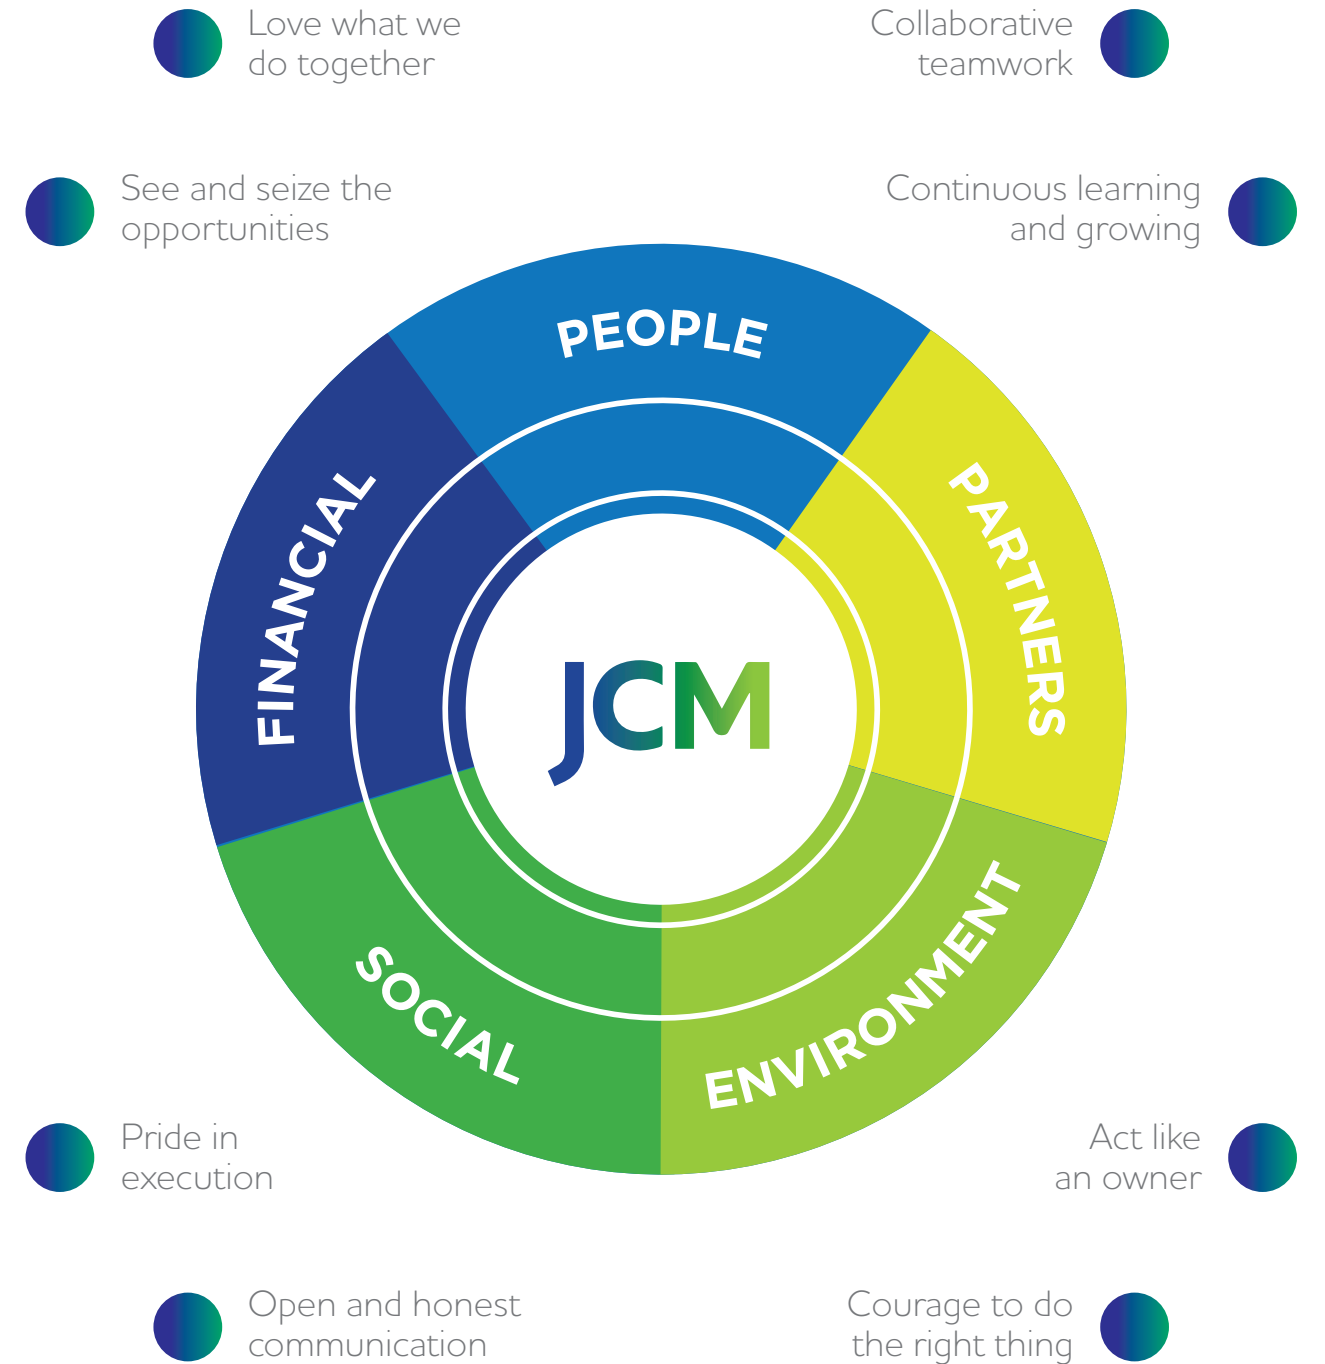 Love what we
do together
Collaborative
teamwork
See and seize the
opportunities
Continuous learning
and growing
PEOPLE
FINANCIAL
PARTNERS
JCM
SOCIAL
ENVIRONMENT
Pride in
execution
Act like
an owner
Open and honest
communication
Courage to do
the right thing